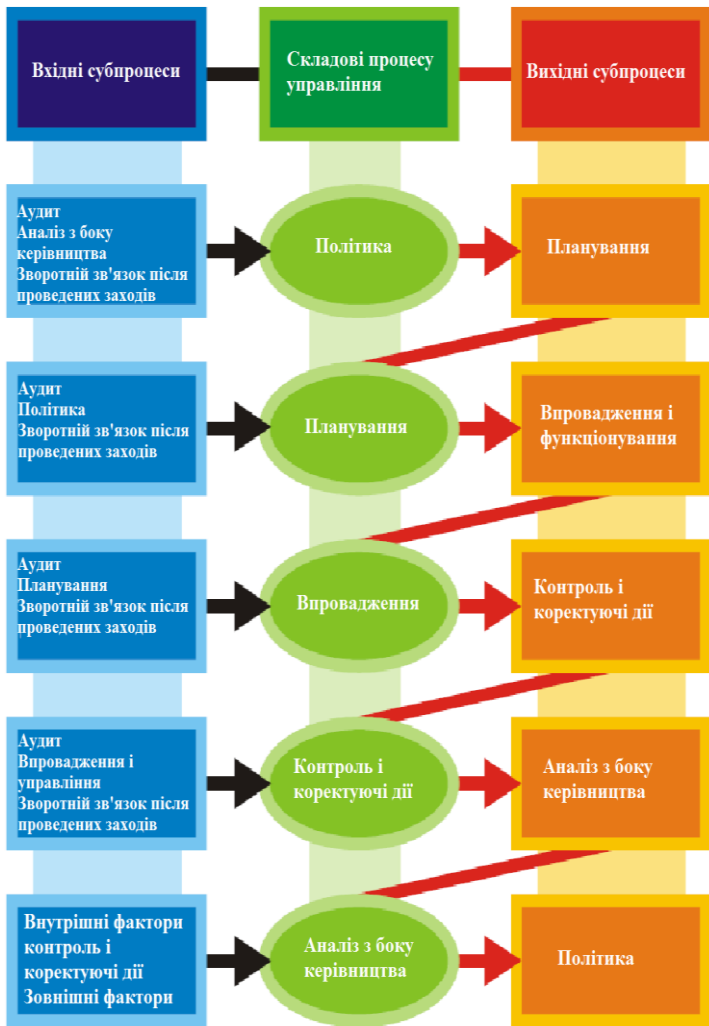 Вхідні субпроцеси
Складові процесу
управління
Вихідні субпроцеси
Аудит
Аналіз з боку
керівництва
Зворотній зв'язок після
проведених заходів
Політика
Планування
Аудит
Політика
Зворотній зв'язок після
проведених заходів
Планування
Впровадження і
функціонування
Аудит
Планування
Зворотній зв'язок після
проведених заходів
Впровадження
Контроль і
коректуючі дії
Аудит
Впровадження і
управління
Зворотній зв'язок після
проведених заходів
Контроль і
коректуючі дії
Аналіз з боку
керівництва
Внутрішні фактори
контроль і
коректуючі дії
Зовнішні фактори
Аналіз з боку
керівництва
Політика